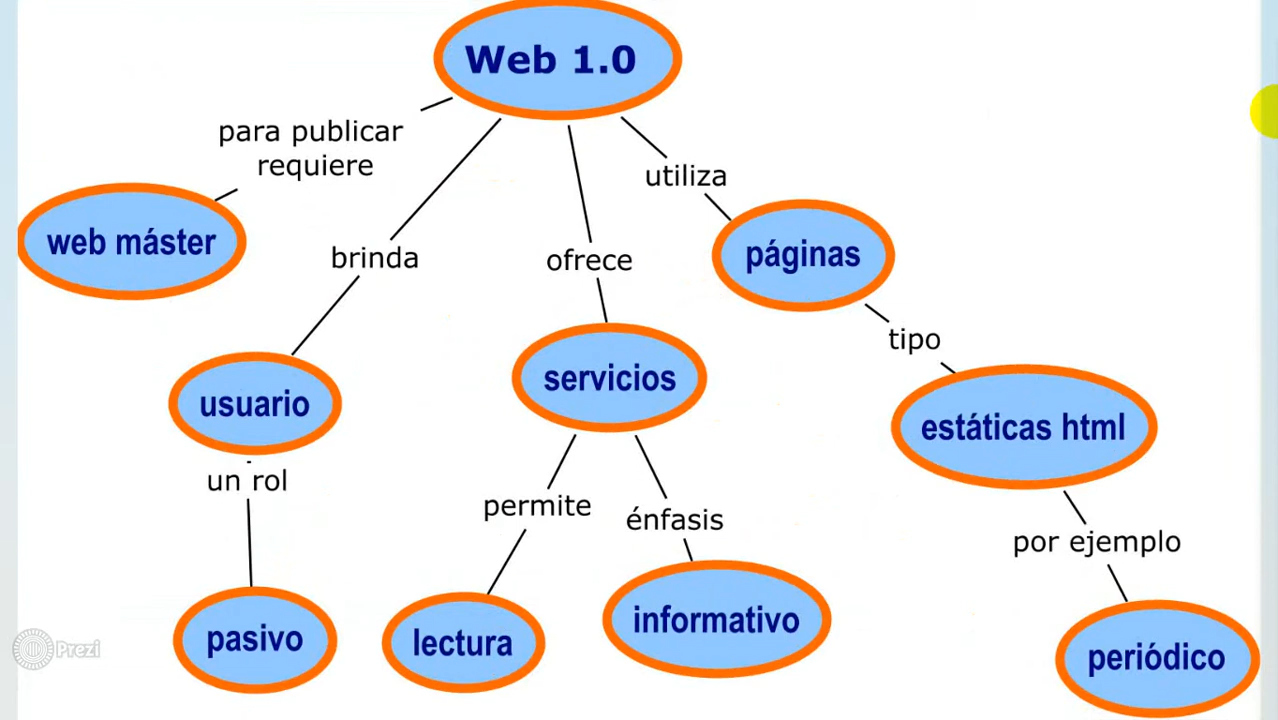 Web 1.0
para publicar
requiere
utiliza
web máster
brinda
ofrece
páginas
tipo
usuario
servicios
estáticas html
un rol
permite
énfasis
por ejemplo
pasivo
lectura
informativo
periódico
Prezi